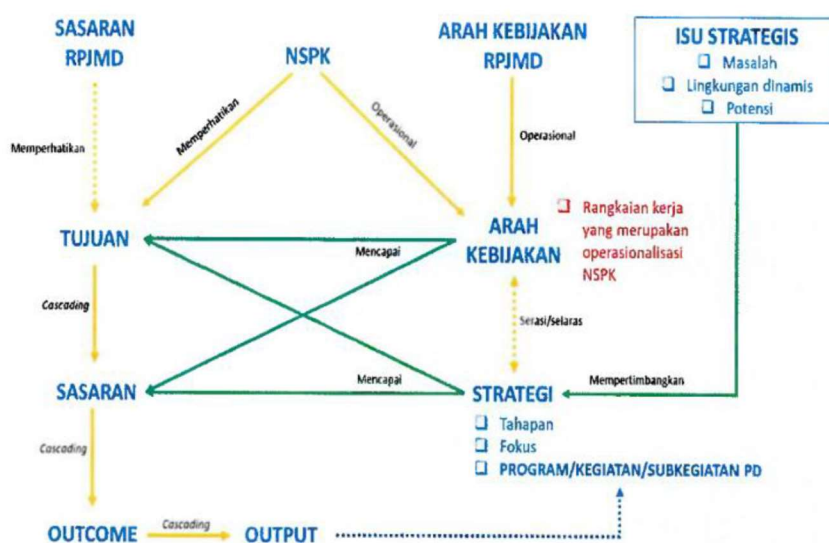 SASARAN
RPJMD
NSPK
ARAH KEBIJAKAN
RPJMD
ISU STRATEGIS
Masalah
Lingkungan dinamis
Potensi
Memperhatikan
Memperhatikan
Operasional
Operasional
TUJUAN
Mencapai
ARAH
KEBIJAKAN
Rangkaian kerja
yang merupakan
operasionalisasi
NSPK
Cascading
Serasi/selaras
SASARAN
Mencapai
STRATEGI
Mempertimbangkan
Tahapan
Fokus
PROGRAM/KEGIATAN/SUBKEGIATAN PD
Cascading
OUTCOME
Cascading
OUTPUT